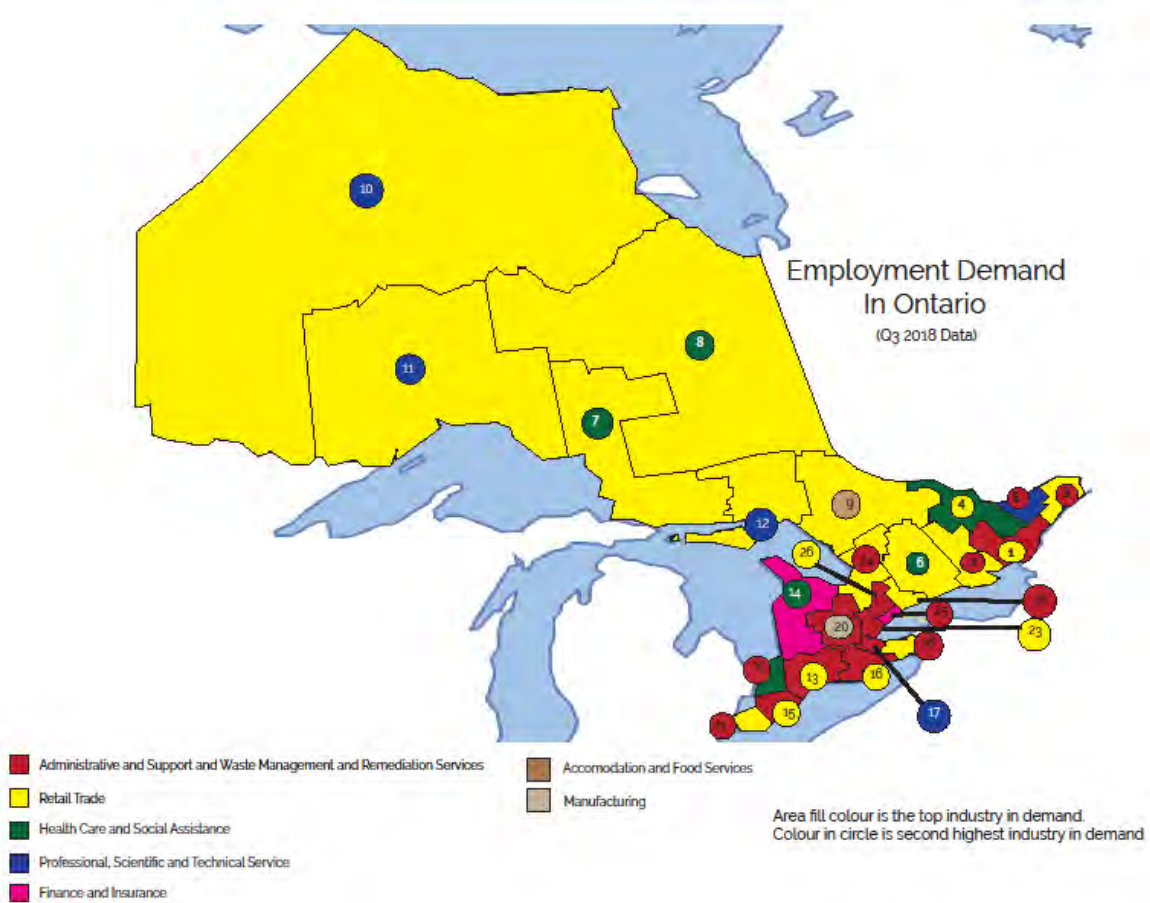 10
Employment Demand
In Ontario
(Q3 2018 Data)
8
11
7
9
4
12
26
1
6
14
20
23
13
16
15
17
Administrative and Support and Waste Management and Remediation Services
Retail Trade
Health Care and Social Assistance
Professional, Scientific and Technical Service
Finance and Insurance
Accomodation and Food Services
Manufacturing
Area fill colour is the top industry in demand.
Colour in circle is second highest industry in demand